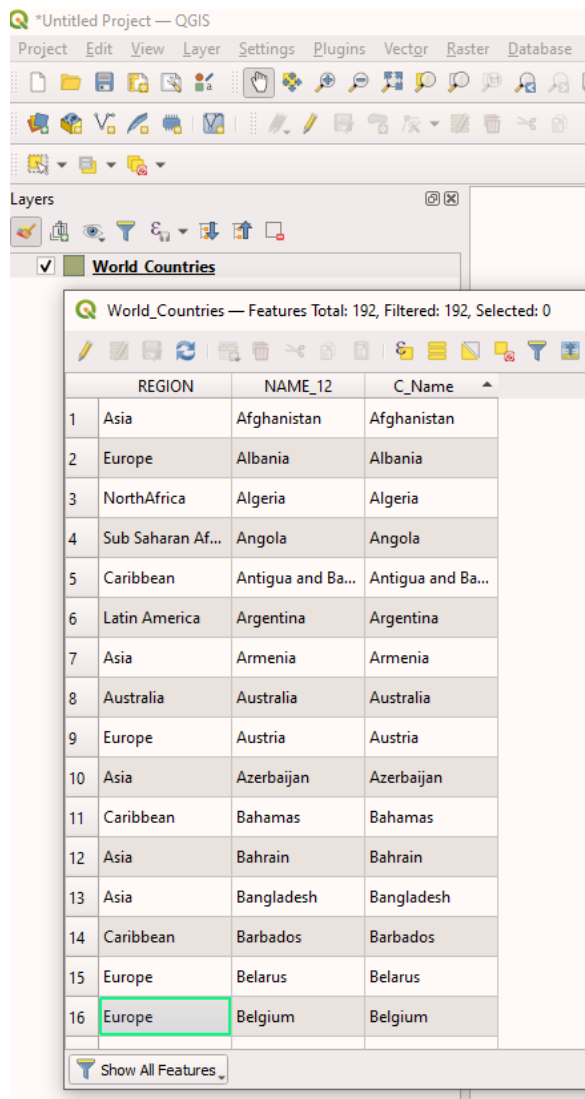 *Untitled Project — QGIS
Project Edit View Layer Settings Plugins Vector Raster Database
Layers
World Countries
World_Countries — Features Total: 192, Filtered: 192, Selected: 0
REGION NAME_12 C_Name
1 Asia Afghanistan Afghanistan
2 Europe Albania Albania
3 NorthAfrica Algeria Algeria
4 Sub Saharan Af... Angola Angola
5 Caribbean Antigua and Ba... Antigua and Ba...
6 Latin America Argentina Argentina
7 Asia Armenia Armenia
8 Australia Australia Australia
9 Europe Austria Austria
10 Asia Azerbaijan Azerbaijan
11 Caribbean Bahamas Bahamas
12 Asia Bahrain Bahrain
13 Asia Bangladesh Bangladesh
14 Caribbean Barbados Barbados
15 Europe Belarus Belarus
16 Europe Belgium Belgium
Show All Features